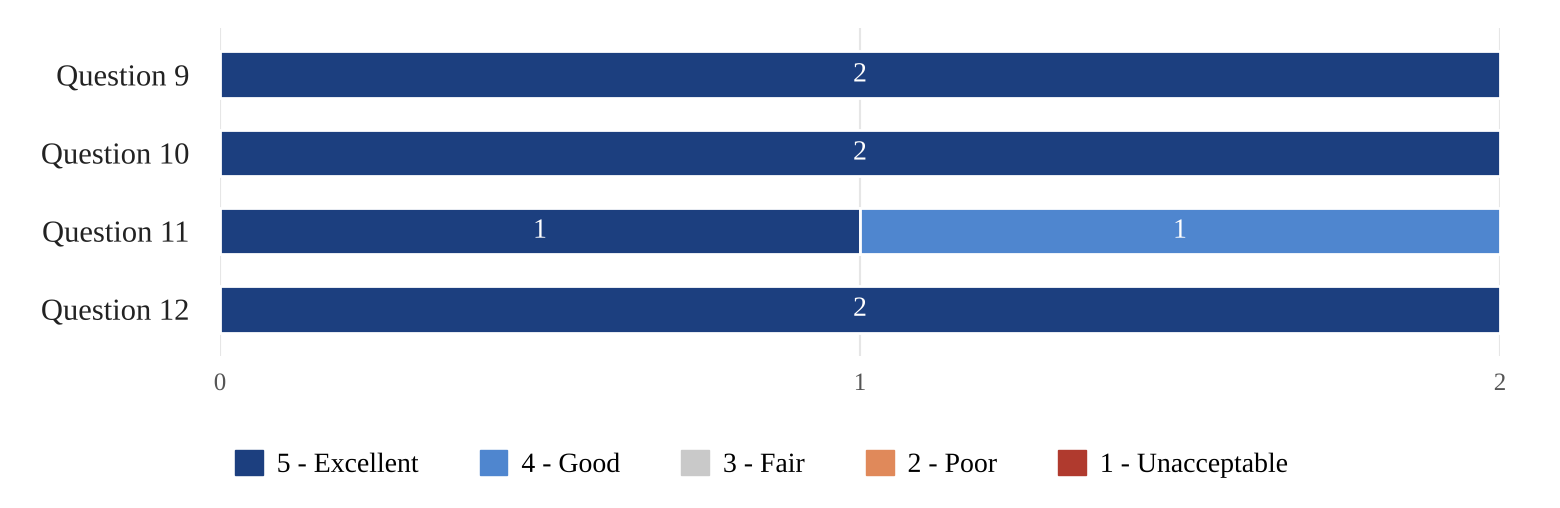 Question 9 2
Question 10 2
Question 11 1 1
Question 12 2
0 1 2
5 - Excellent 4 - Good 3 - Fair 2 - Poor 1 - Unacceptable